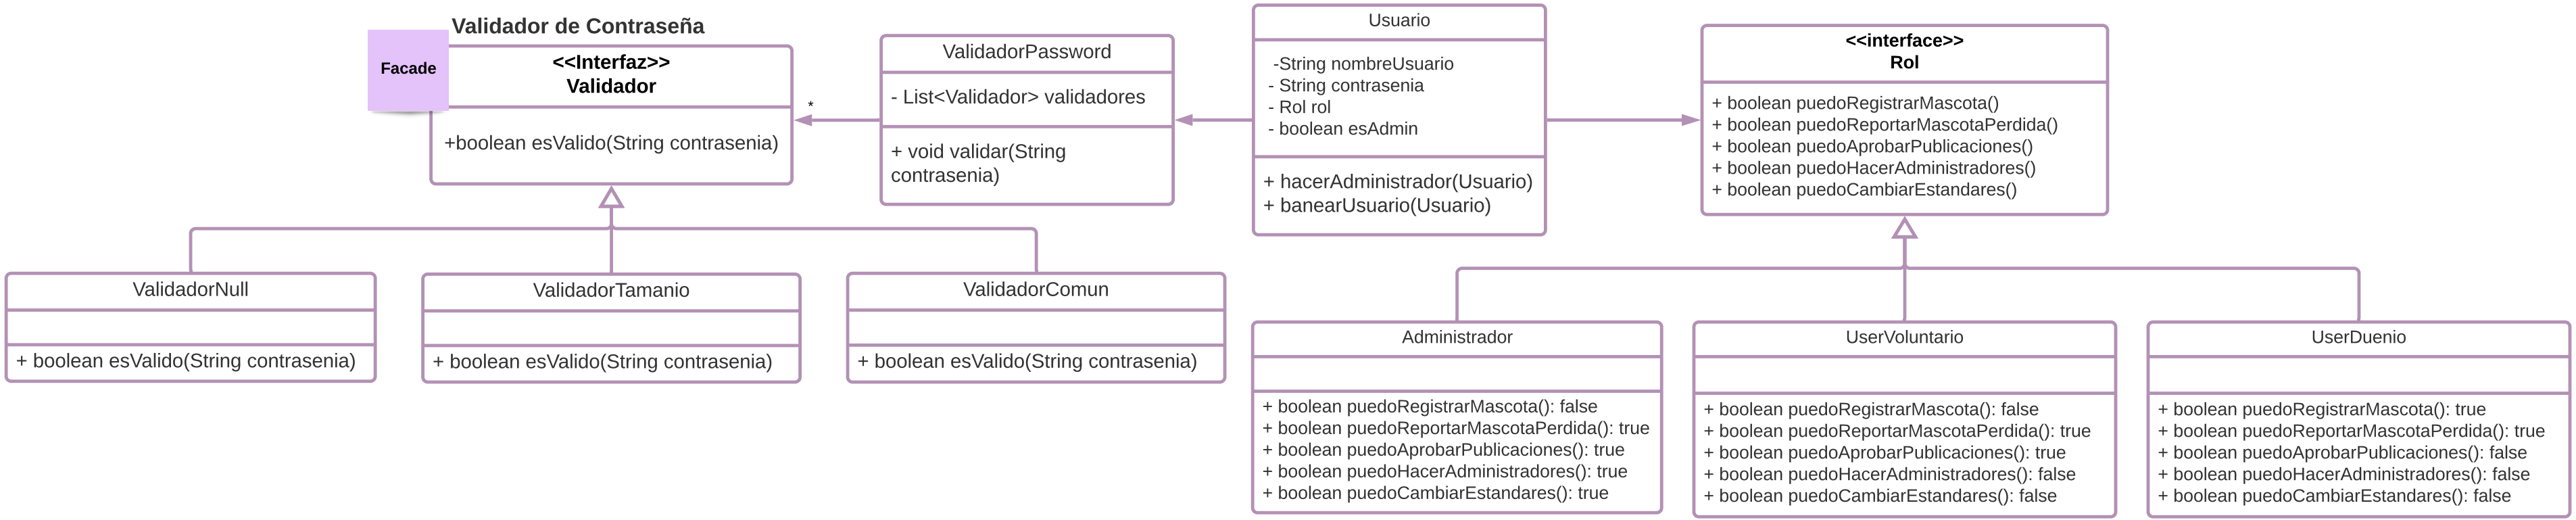 Validador de Contraseña
Facade
<<Interfaz>>
Validador
+boolean esValido(String contrasenia)
*
ValidadorPassword
- List<Validador> validadores
+ void validar(String
contrasenia)
Usuario
-String nombreUsuario
- String contrasenia
- Rol rol
- boolean esAdmin
+ hacerAdministrador(Usuario)
+ banearUsuario(Usuario)
<<interface>>
Rol
+ boolean puedoRegistrarMascota()
+ boolean puedoReportarMascotaPerdida()
+ boolean puedoAprobarPublicaciones()
+ boolean puedoHacerAdministradores()
+ boolean puedoCambiarEstandares()
ValidadorNull
+ boolean esValido(String contrasenia)
ValidadorTamanio
+ boolean esValido(String contrasenia)
ValidadorComun
+ boolean esValido(String contrasenia)
Administrador
+ boolean puedoRegistrarMascota(): false
+ boolean puedoReportarMascotaPerdida(): true
+ boolean puedoAprobarPublicaciones(): true
+ boolean puedoHacerAdministradores(): true
+ boolean puedoCambiarEstandares(): true
UserVoluntario
+ boolean puedoRegistrarMascota(): false
+ boolean puedoReportarMascotaPerdida(): true
+ boolean puedoAprobarPublicaciones(): true
+ boolean puedoHacerAdministradores(): false
+ boolean puedoCambiarEstandares(): false
UserDuenio
+ boolean puedoRegistrarMascota(): true
+ boolean puedoReportarMascotaPerdida(): true
+ boolean puedoAprobarPublicaciones(): false
+ boolean puedoHacerAdministradores(): false
+ boolean puedoCambiarEstandares(): false